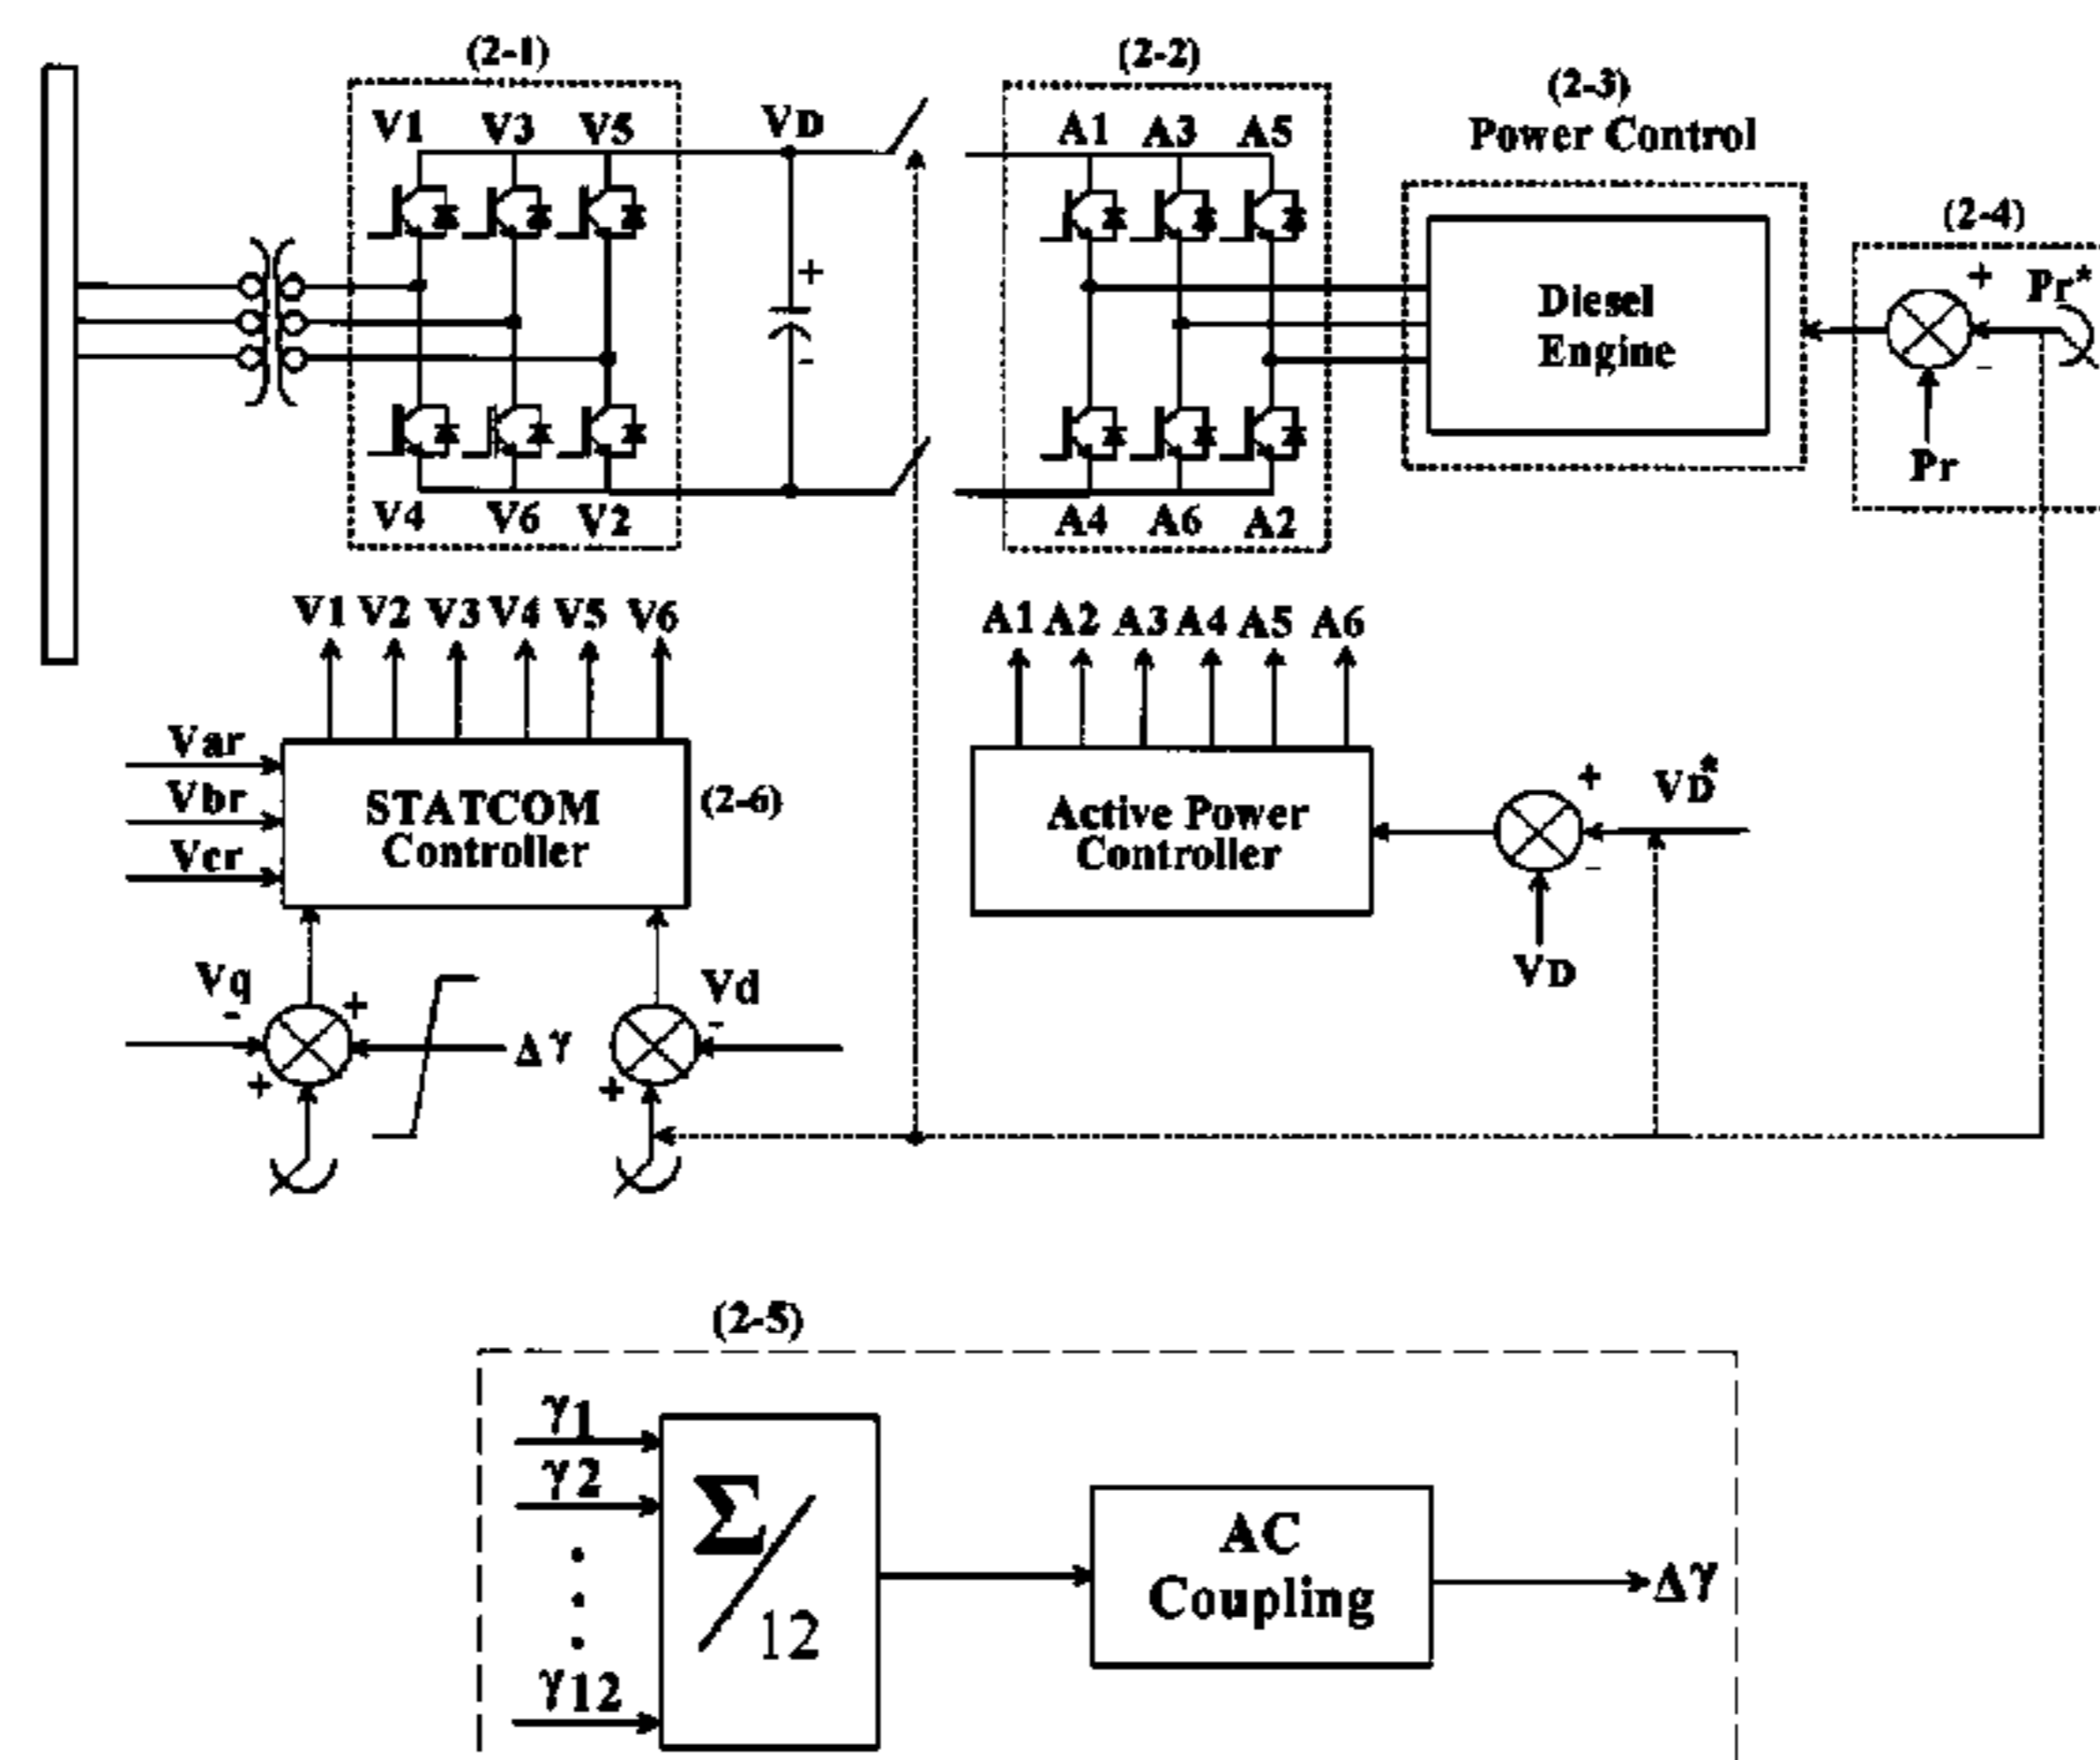 (2-1)
(2-2)
(2-3)
Power Control
(2-4)
V1 V3 V5
VD
A1 A3 A5
+
-
Diesel
Engine
+
Pr*
-
Pr
V4 V6 V2
A4 A6 A2
V1 V2 V3 V4 V5 V6
A1 A2 A3 A4 A5 A6
Var
Vbr
Vcr
STATCOM
Controller
(2-6)
Active Power
Controller
+
VD*
-
VD
Vq
-
+
+
Δγ
Vd
-
+
(2-5)
γ1
γ2
γ12
Σ/12
AC
Coupling
Δγ